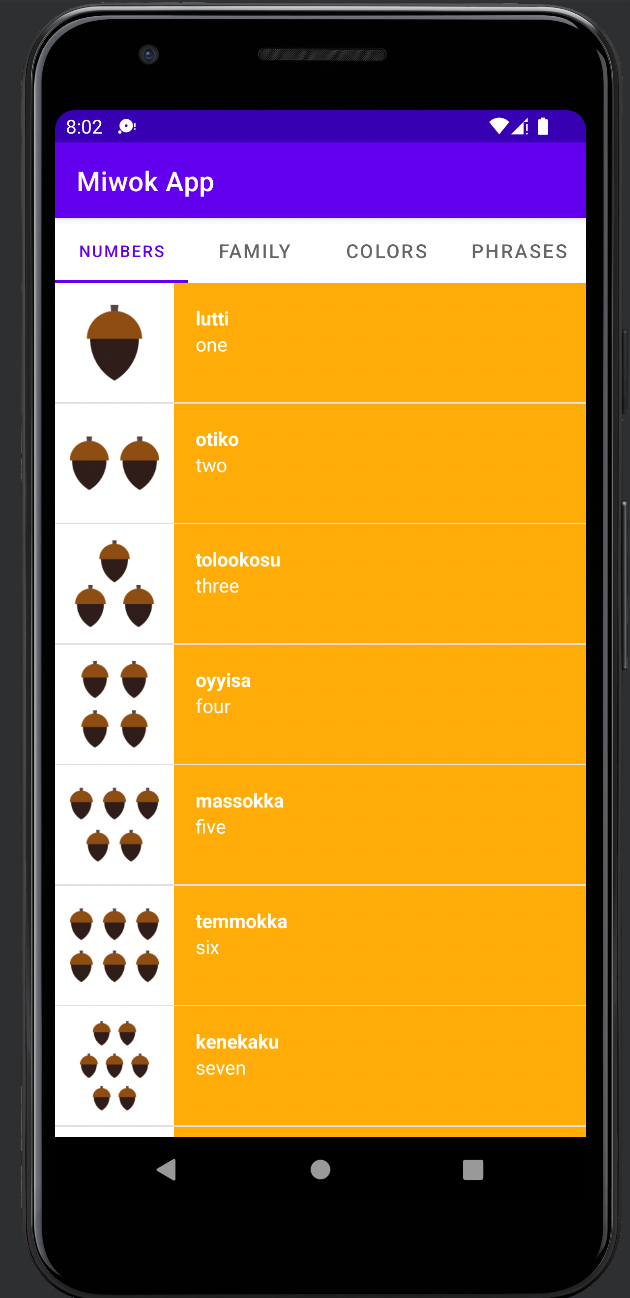 8:02
Miwok App
NUMBERS FAMILY COLORS PHRASES
lutti
one
otiko
two
tolookosu
three
oyyisa
four
massokka
five
temmokka
six
kenekaku
seven